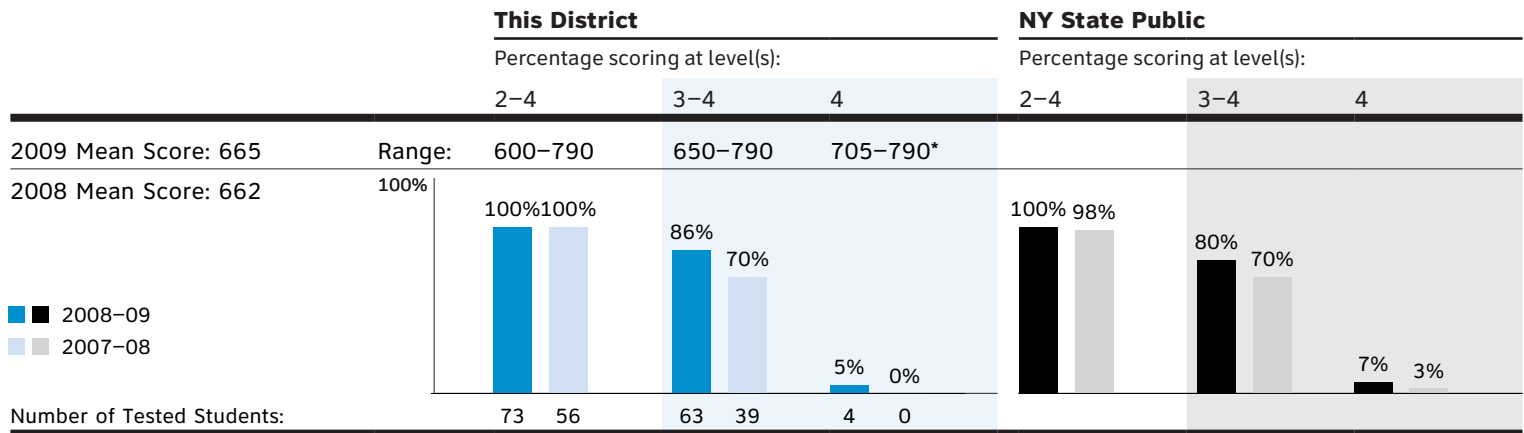 This District NY State Public
Percentage scoring at level(s): Percentage scoring at level(s):
2–4 3–4 4 2–4 3–4 4
2009 Mean Score: 665 Range: 600–790 650–790 705–790*
2008 Mean Score: 662 100%
100% 100% 86% 70% 5% 0% 100% 98% 80% 70% 7% 3%
2008–09
2007–08
Number of Tested Students: 73 56 63 39 4 0